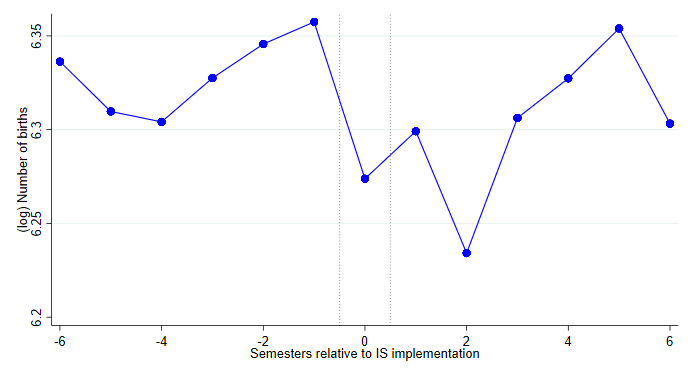 (log) Number of births
6.35
6.3
6.25
6.2
-6 -4 -2 0 2 4 6
Semesters relative to IS implementation